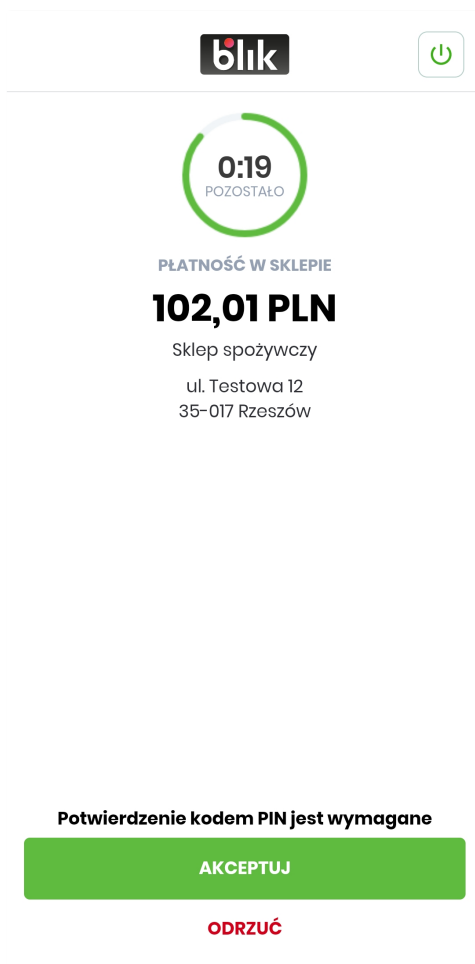 blik
0:19
POZOSTAŁO
PŁATNOŚĆ W SKLEPIE
102,01 PLN
Sklep spożywczy
ul. Testowa 12
35-017 Rzeszów
Potwierdzenie kodem PIN jest wymagane
AKCEPTUJ
ODRZUĆ